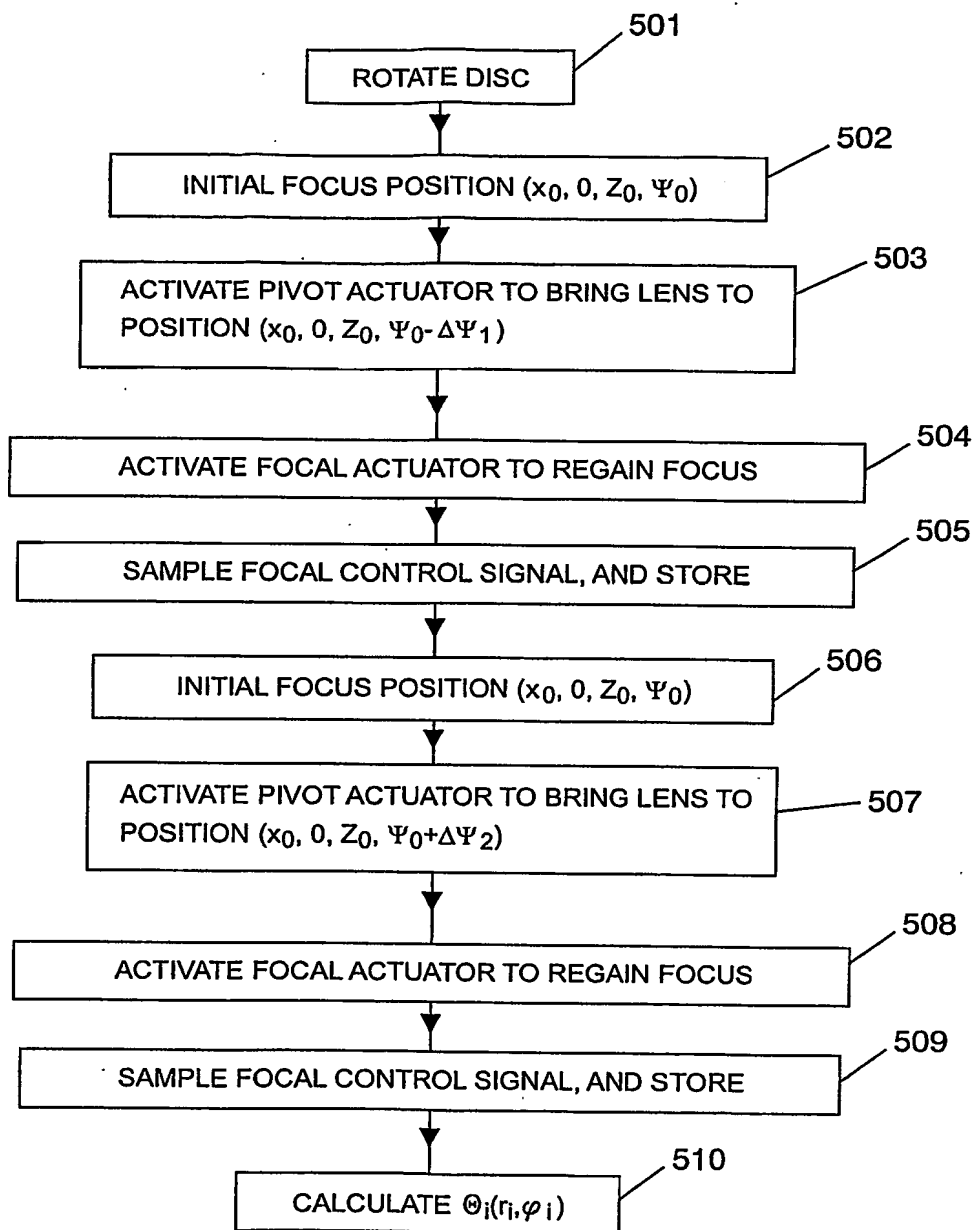 501
ROTATE DISC
502
INITIAL FOCUS POSITION (x₀, 0, Z₀, Ψ₀)
503
ACTIVATE PIVOT ACTUATOR TO BRING LENS TO
POSITION (x₀, 0, Z₀, Ψ₀-ΔΨ₁)
504
ACTIVATE FOCAL ACTUATOR TO REGAIN FOCUS
505
SAMPLE FOCAL CONTROL SIGNAL, AND STORE
506
INITIAL FOCUS POSITION (x₀, 0, Z₀, Ψ₀)
507
ACTIVATE PIVOT ACTUATOR TO BRING LENS TO
POSITION (x₀, 0, Z₀, Ψ₀+ΔΨ₂)
508
ACTIVATE FOCAL ACTUATOR TO REGAIN FOCUS
509
SAMPLE FOCAL CONTROL SIGNAL, AND STORE
510
CALCULATE Θᵢ(rᵢ,φᵢ)